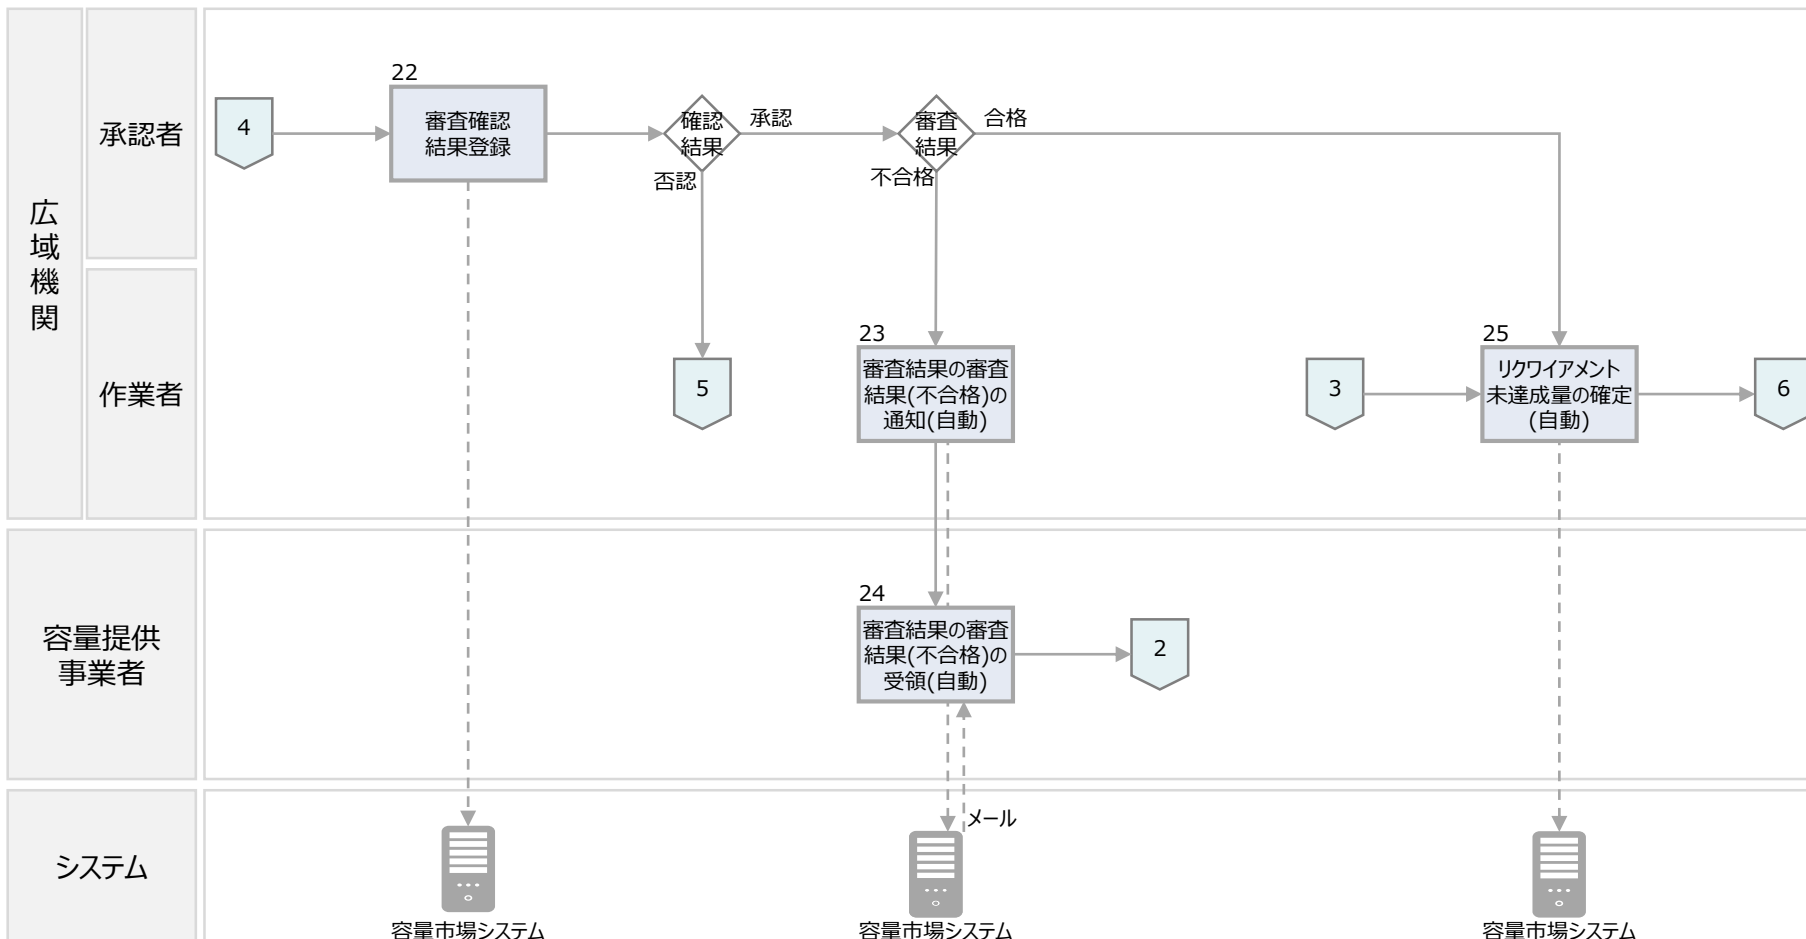 広域機関
承認者
4
22
審査確認
結果登録
確認
結果
承認
否認
審査
結果
合格
不合格
作業者
5
23
審査結果の審査
結果(不合格)の
通知(自動)
3
25
リクワイアメント
未達成量の確定
(自動)
6
容量提供
事業者
24
審査結果の審査
結果(不合格)の
受領(自動)
2
システム
メール
容量市場システム
容量市場システム
容量市場システム